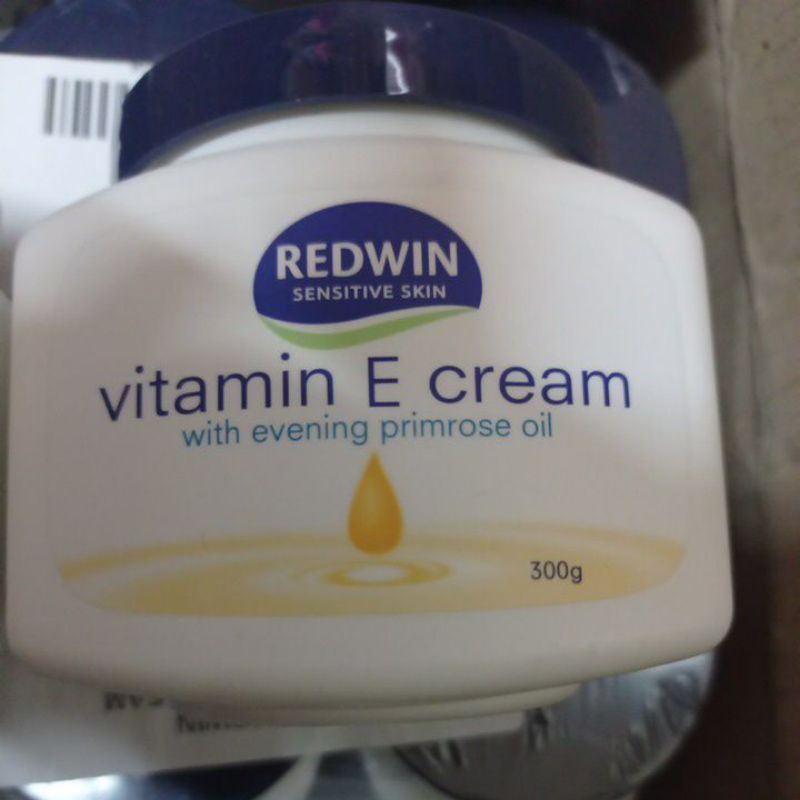 REDWIN
SENSITIVE SKIN
vitamin E cream
with evening primrose oil
300g